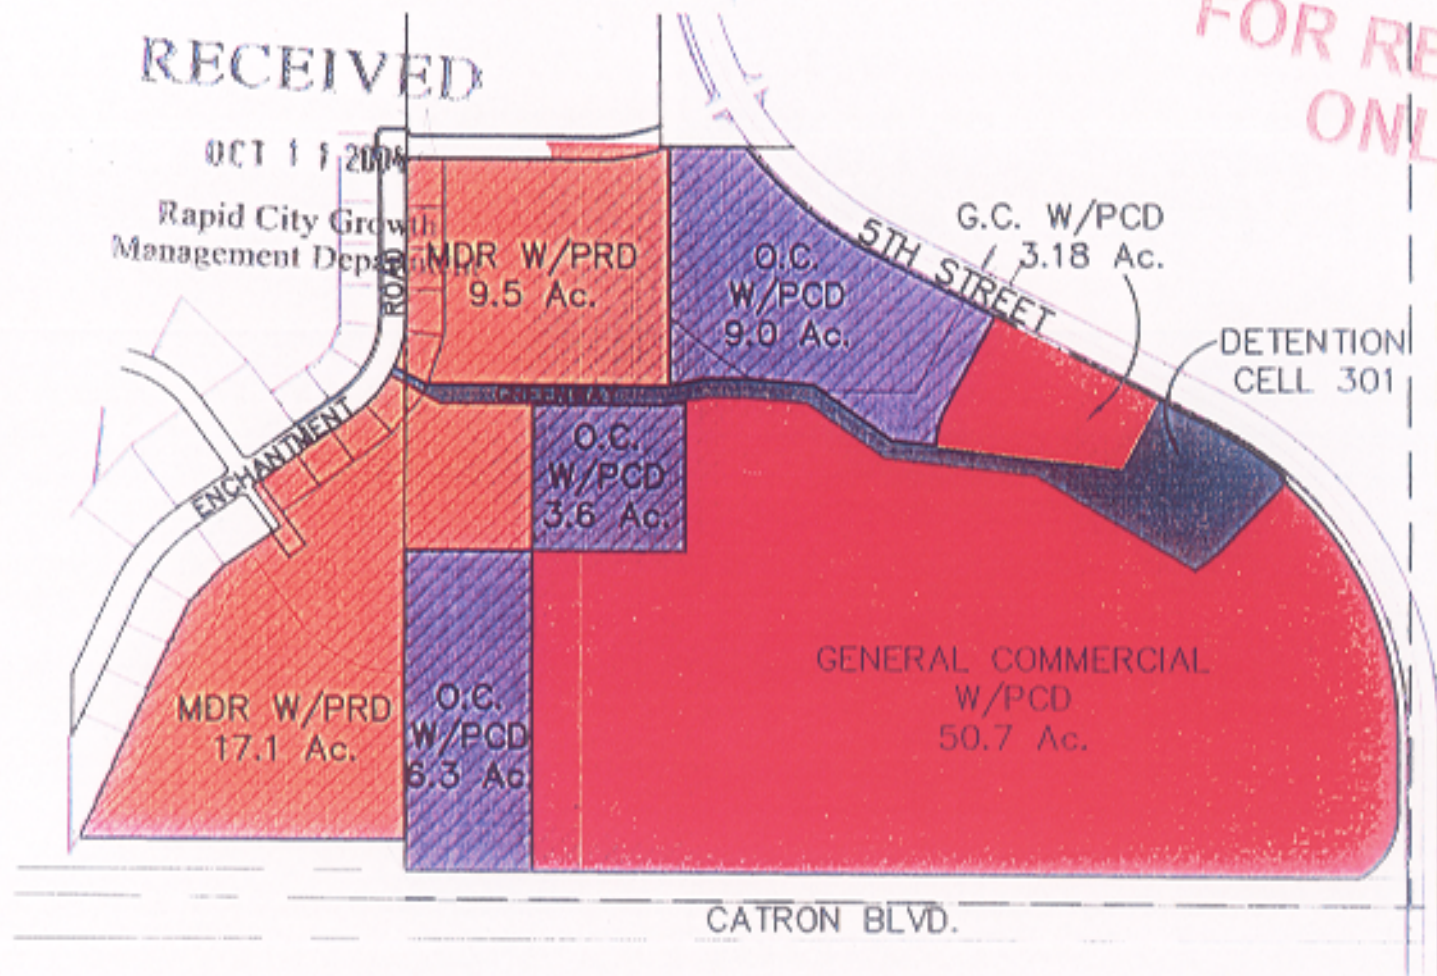 RECEIVED
FOR RE
ONL
OCT 1 1 2004
Rapid City Growth
Management Department
ROAD
MDR W/PRD
9.5 Ac.
O.C.
W/PCD
9.0 Ac.
5TH STREET
G.C. W/PCD
3.18 Ac.
DETENTION
CELL 301
ENCHANTMENT
O.C.
W/PCD
3.6 Ac.
MDR W/PRD
17.1 Ac.
O.C.
W/PCD
6.3 Ac.
GENERAL COMMERCIAL
W/PCD
50.7 Ac.
CATRON BLVD.